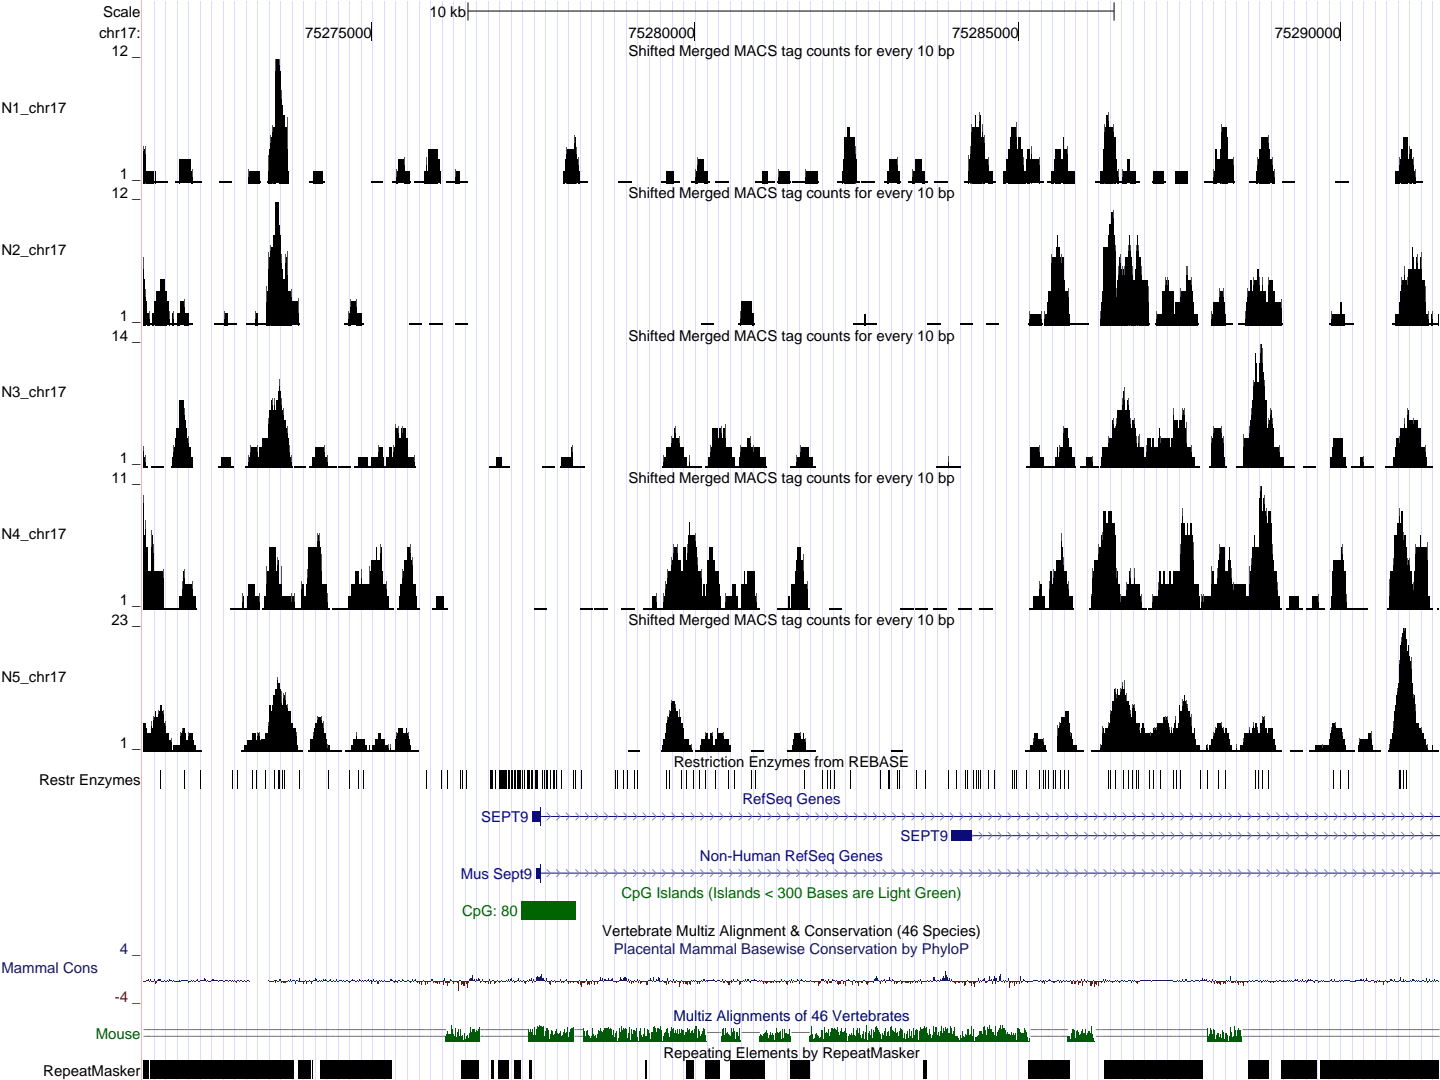 Scale 10 kb
chr17: 75275000 75280000 75285000 75290000
12 _ Shifted Merged MACS tag counts for every 10 bp
N1_chr17
1 _
12 _ Shifted Merged MACS tag counts for every 10 bp
N2_chr17
1 _
14 _ Shifted Merged MACS tag counts for every 10 bp
N3_chr17
1 _
11 _ Shifted Merged MACS tag counts for every 10 bp
N4_chr17
1 _
23 _ Shifted Merged MACS tag counts for every 10 bp
N5_chr17
1 _
Restriction Enzymes from REBASE
Restr Enzymes
RefSeq Genes
SEPT9
SEPT9
Non-Human RefSeq Genes
Mus Sept9
CpG Islands (Islands < 300 Bases are Light Green)
CpG: 80
Vertebrate Multiz Alignment & Conservation (46 Species)
4 _ Placental Mammal Basewise Conservation by PhyloP
Mammal Cons
-4 _
Multiz Alignments of 46 Vertebrates
Mouse
Repeating Elements by RepeatMasker
RepeatMasker